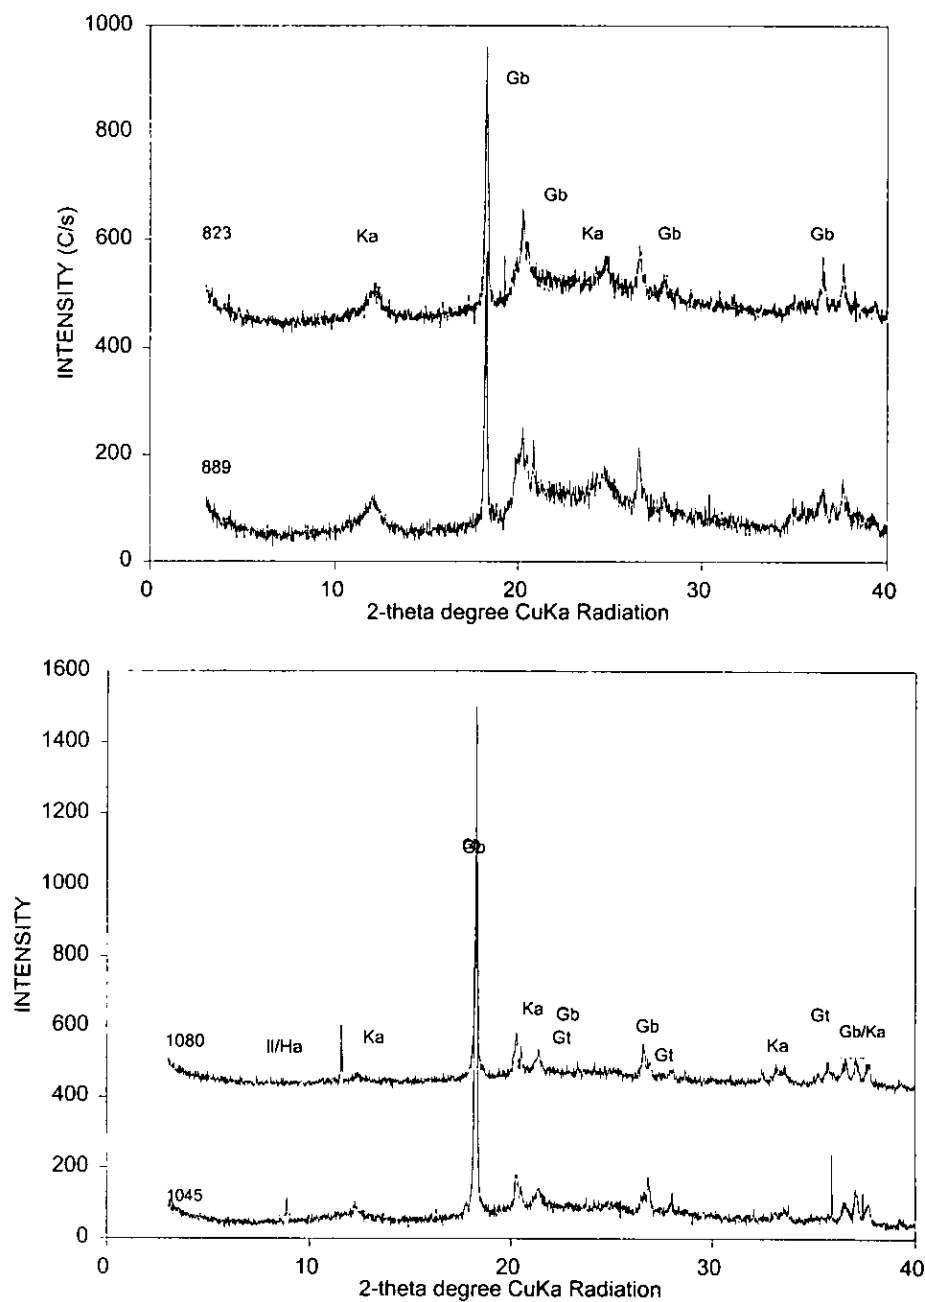 1000
Gb
800
Gb
823
Ka
Ka
Gb
Gb
600
INTENSITY (C/s)
400
200
889
0
0 10 20 30 40
2-theta degree CuKa Radiation
1600
1400
1200
Gb
1000
INTENSITY
800
600
Ka
Gb
Gt
Gb
Gt
Gt
Gb/Ka
Ka
1080
Il/Ha
Ka
400
200
1045
0
0 10 20 30 40
2-theta degree CuKa Radiation